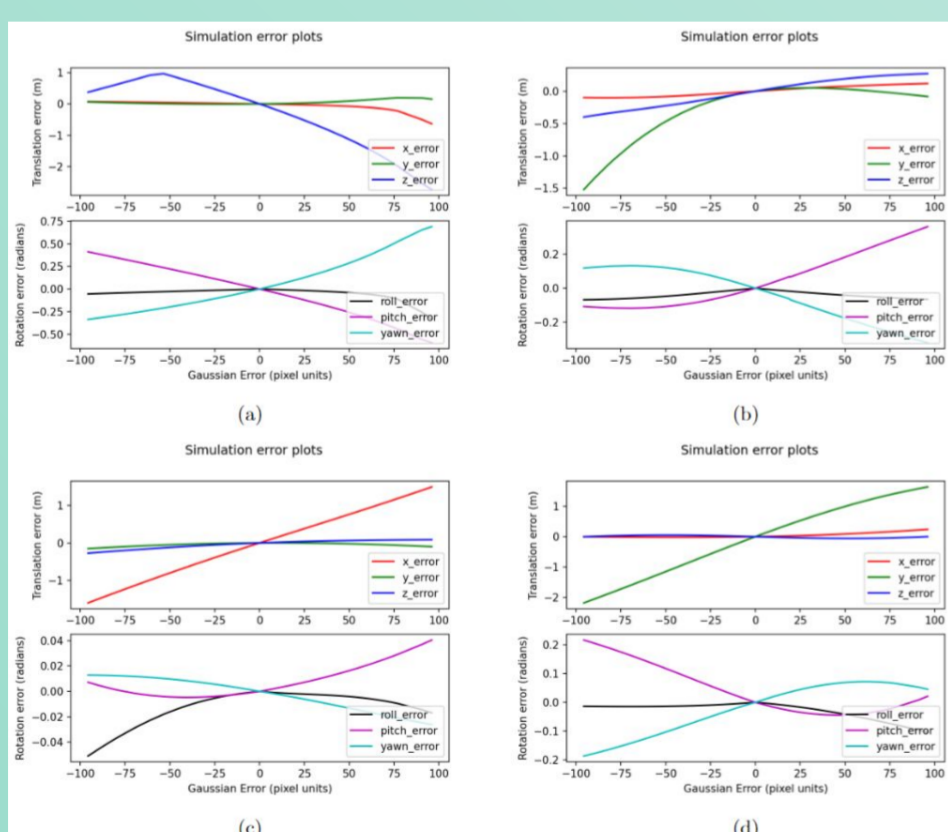 Simulation error plots
Translation error (m)
1
0
−1
−2
x_error
y_error
z_error
−100 −75 −50 −25 0 25 50 75 100
Rotation error (radians)
0.75
0.50
0.25
0.00
−0.25
−0.50
roll_error
pitch_error
yawn_error
−100 −75 −50 −25 0 25 50 75 100
Gaussian Error (pixel units)
(a)
Simulation error plots
Translation error (m)
0.0
−0.5
−1.0
−1.5
x_error
y_error
z_error
−100 −75 −50 −25 0 25 50 75 100
Rotation error (radians)
0.2
0.0
−0.2
roll_error
pitch_error
yawn_error
−100 −75 −50 −25 0 25 50 75 100
Gaussian Error (pixel units)
(b)
Simulation error plots
Translation error (m)
1
0
−1
x_error
y_error
z_error
−100 −75 −50 −25 0 25 50 75 100
Rotation error (radians)
0.04
0.02
0.00
−0.02
−0.04
roll_error
pitch_error
yawn_error
−100 −75 −50 −25 0 25 50 75 100
Gaussian Error (pixel units)
(c)
Simulation error plots
Translation error (m)
1
0
−1
−2
x_error
y_error
z_error
−100 −75 −50 −25 0 25 50 75 100
Rotation error (radians)
0.2
0.1
0.0
−0.1
−0.2
roll_error
pitch_error
yawn_error
−100 −75 −50 −25 0 25 50 75 100
Gaussian Error (pixel units)
(d)